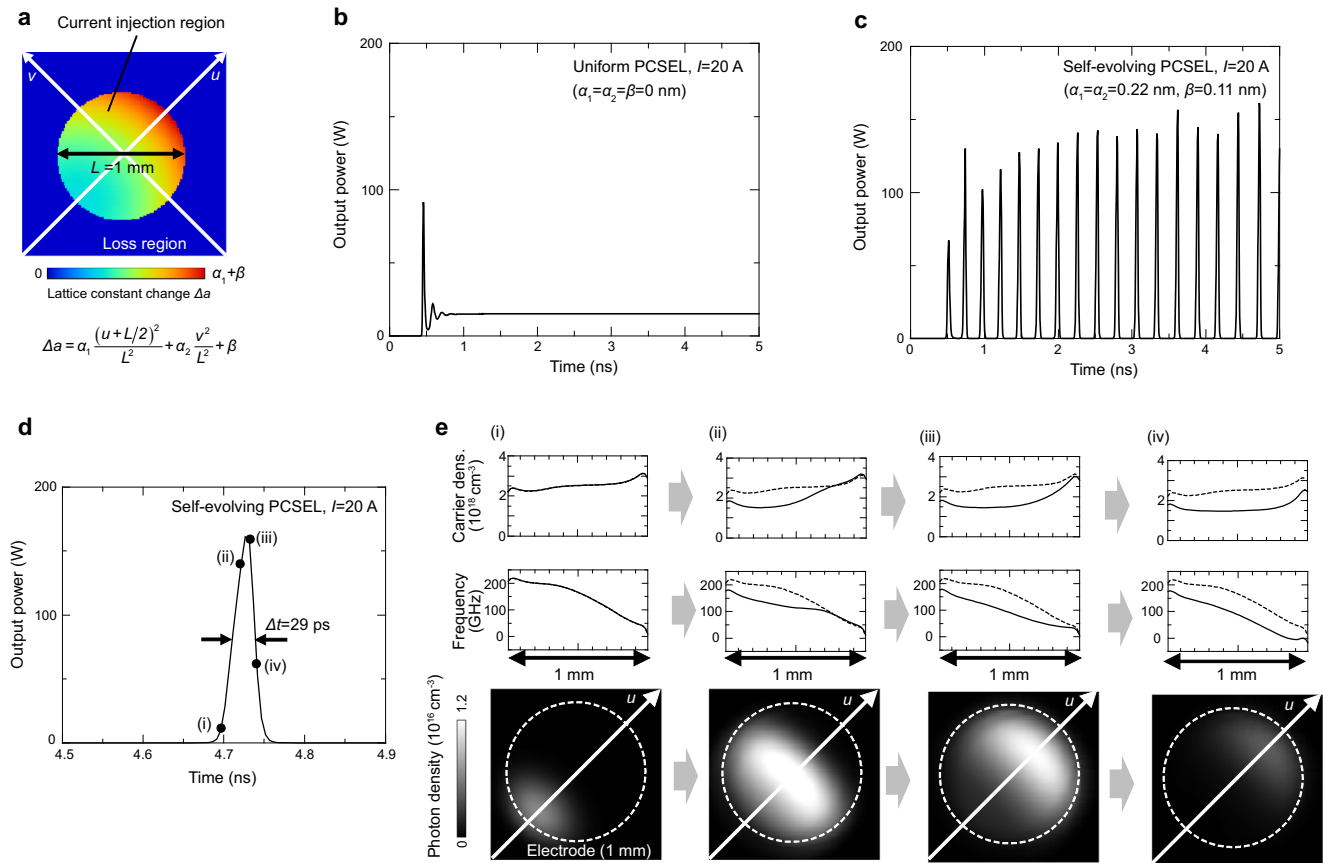 a
Current injection region
v
u
L=1 mm
Loss region
0
α₁+β
Lattice constant change Δa
Δa = α₁ (u+L/2)²/L² + α₂ v²/L² + β
b
200
100
0
Output power (W)
Uniform PCSEL, I=20 A
(α₁=α₂=β=0 nm)
0 1 2 3 4 5
Time (ns)
c
200
100
0
Output power (W)
Self-evolving PCSEL, I=20 A
(α₁=α₂=0.22 nm, β=0.11 nm)
0 1 2 3 4 5
Time (ns)
d
200
100
0
Output power (W)
Self-evolving PCSEL, I=20 A
(ii)
(iii)
Δt=29 ps
(iv)
(i)
4.5 4.6 4.7 4.8 4.9
Time (ns)
e
(i)
(ii)
(iii)
(iv)
Carrier dens.
(10¹⁸ cm⁻³)
4
2
0
4
2
0
4
2
0
4
2
0
Frequency
(GHz)
200
100
0
200
100
0
200
100
0
200
100
0
1 mm
1 mm
1 mm
1 mm
Photon density (10¹⁶ cm⁻³)
0
1.2
u
u
u
u
Electrode (1 mm)